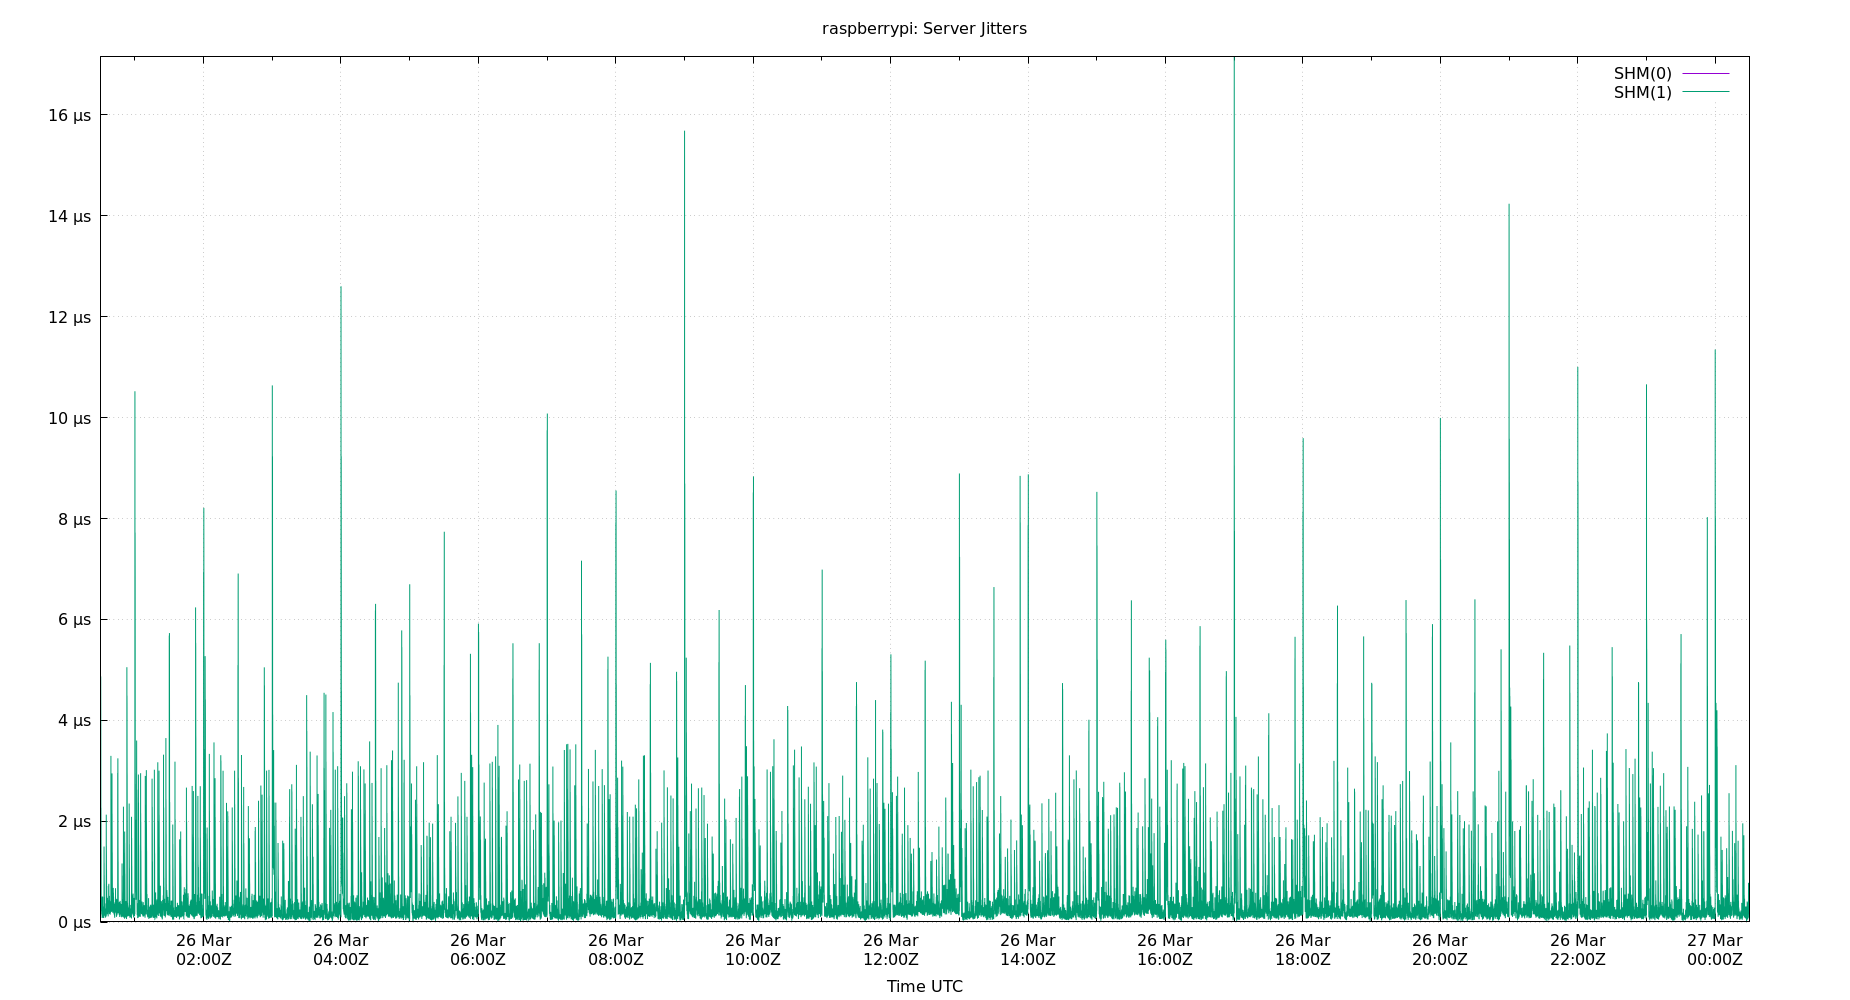 raspberrypi: Server Jitters
SHM(0)
SHM(1)
16 µs
14 µs
12 µs
10 µs
8 µs
6 µs
4 µs
2 µs
0 µs
26 Mar 26 Mar 26 Mar 26 Mar 26 Mar 26 Mar 26 Mar 26 Mar 26 Mar 26 Mar 26 Mar 27 Mar
02:00Z 04:00Z 06:00Z 08:00Z 10:00Z 12:00Z 14:00Z 16:00Z 18:00Z 20:00Z 22:00Z 00:00Z
Time UTC